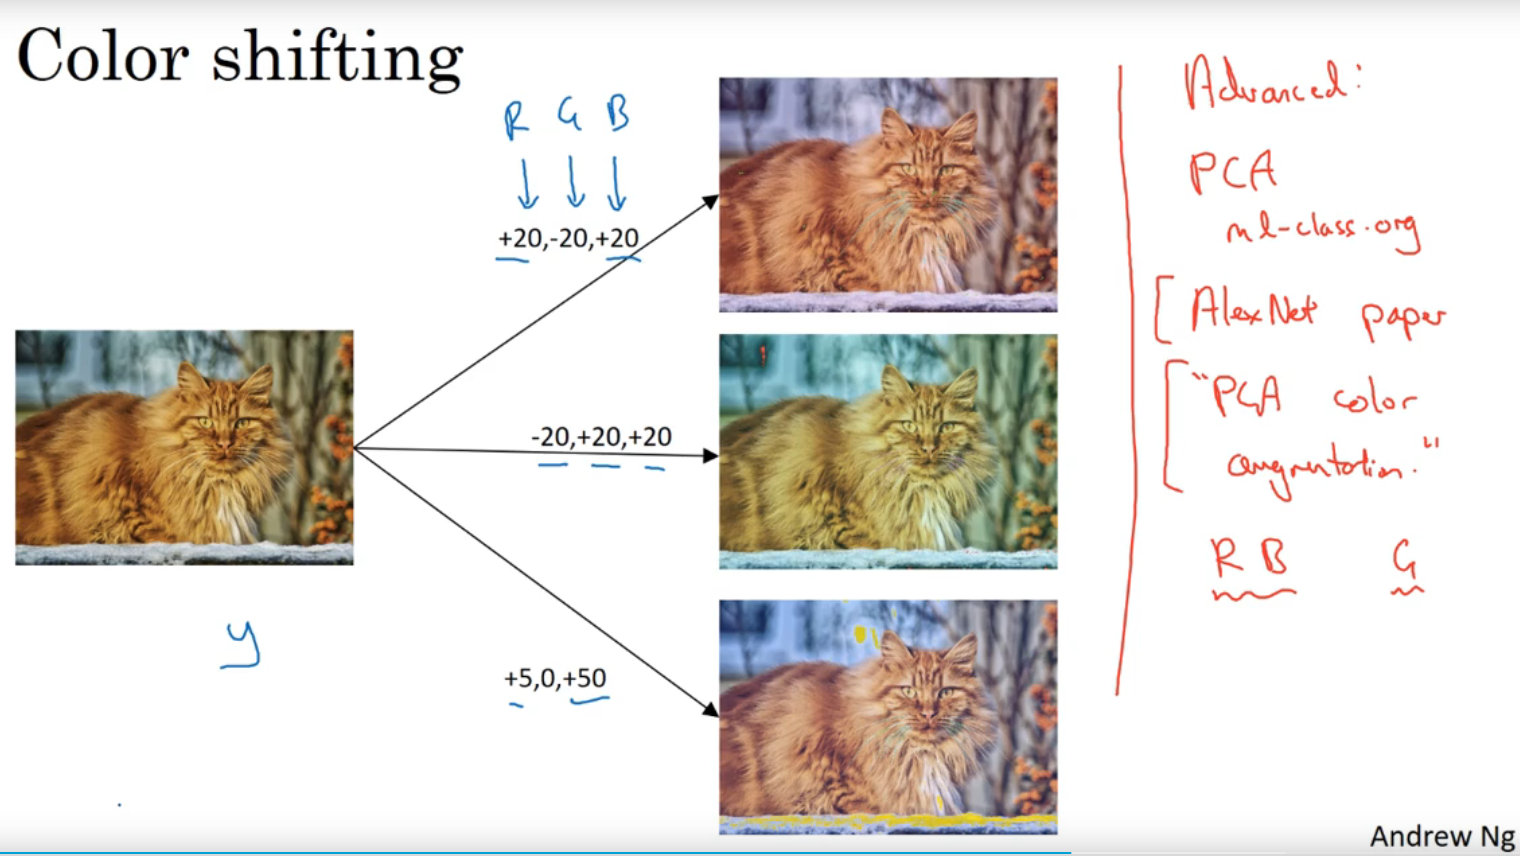 Color shifting
R G B
+20,-20,+20
-20,+20,+20
+5,0,+50
y
Advanced:
PCA
ml-class.org
[ AlexNet paper
[ "PCA color
augmentation."
R B G
Andrew Ng